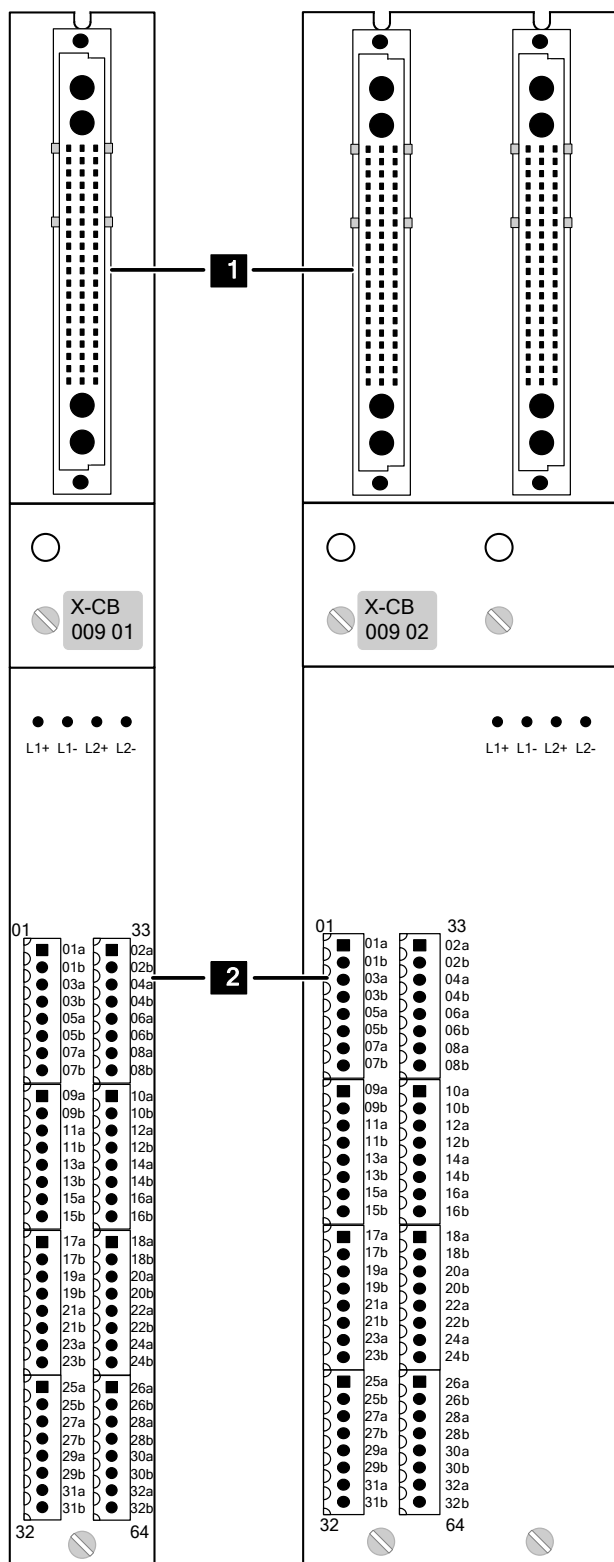 1
X-CB
009 01
X-CB
009 02
L1+ L1- L2+ L2-
L1+ L1- L2+ L2-
01 33
01a 02a
01b 02b
03a 04a
03b 04b
05a 06a
05b 06b
07a 08a
07b 08b
09a 10a
09b 10b
11a 12a
11b 12b
13a 14a
13b 14b
15a 16a
15b 16b
17a 18a
17b 18b
19a 20a
19b 20b
21a 22a
21b 22b
23a 24a
23b 24b
25a 26a
25b 26b
27a 28a
27b 28b
29a 30a
29b 30b
31a 32a
31b 32b
32 64
2
01 33
01a 02a
01b 02b
03a 04a
03b 04b
05a 06a
05b 06b
07a 08a
07b 08b
09a 10a
09b 10b
11a 12a
11b 12b
13a 14a
13b 14b
15a 16a
15b 16b
17a 18a
17b 18b
19a 20a
19b 20b
21a 22a
21b 22b
23a 24a
23b 24b
25a 26a
25b 26b
27a 28a
27b 28b
29a 30a
29b 30b
31a 32a
31b 32b
32 64